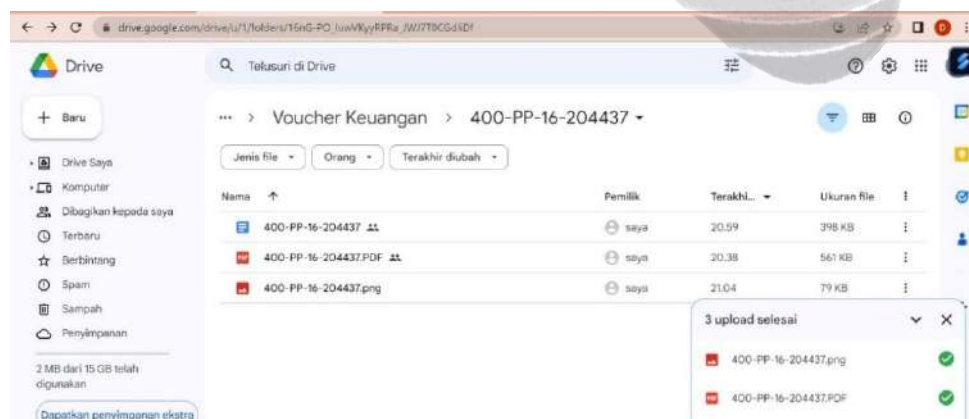 drive.google.com/drive/u/1/folders/
Drive
Telusuri di Drive
Baru
Voucher Keuangan > 400-PP-16-204437
Jenis file
Orang
Terakhir diubah
Drive Saya
Komputer
Dibagikan kepada saya
Terbaru
Berbintang
Spam
Sampah
Penyimpanan
2 MB dari 15 GB telah
digunakan
Dapatkan penyimpanan ekstra
Nama Pemilik Terakhi... Ukuran file
400-PP-16-204437 saya 20.59 398 KB
400-PP-16-204437.PDF saya 20.38 561 KB
400-PP-16-204437.png saya 21.04 79 KB
3 upload selesai
400-PP-16-204437.png
400-PP-16-204437.PDF